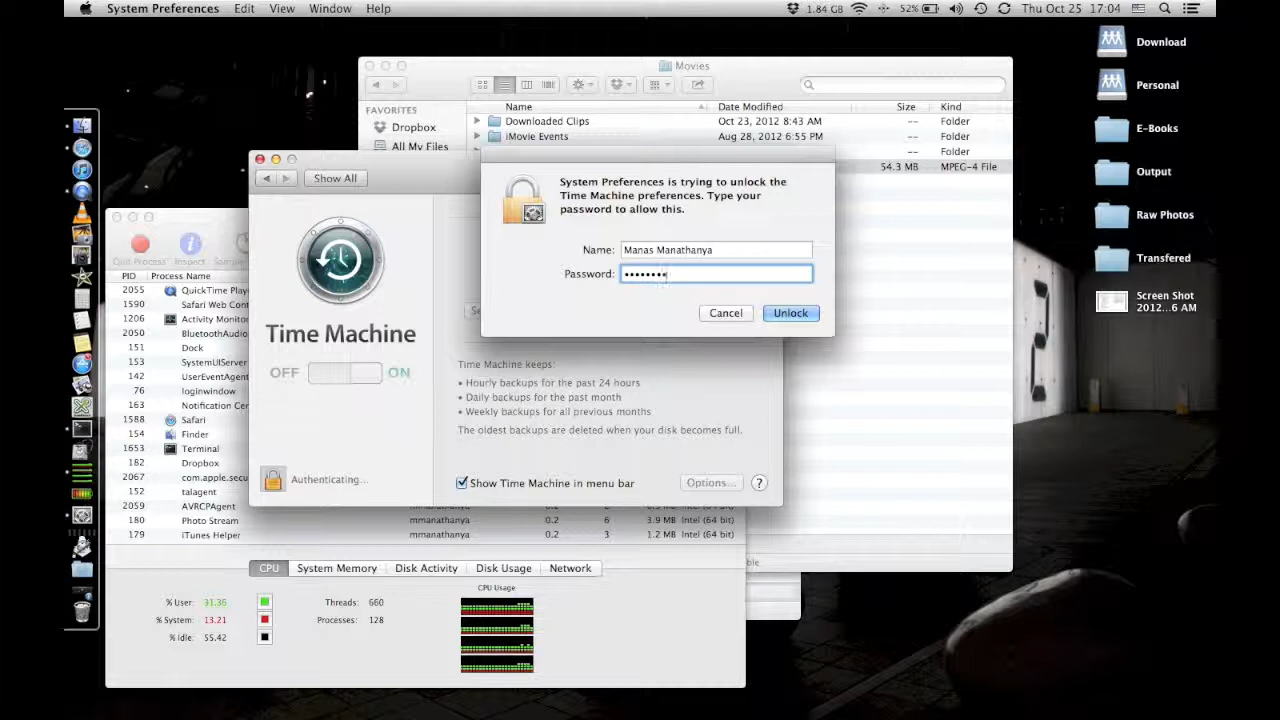 System Preferences Edit View Window Help
1.84 GB 52% Thu Oct 25 17:04
Movies
FAVORITES
Dropbox
All My Files
Name Date Modified Size Kind
Downloaded Clips Oct 23, 2012 8:43 AM -- Folder
iMovie Events Aug 28, 2012 6:55 PM -- Folder
-- Folder
54.3 MB MPEG-4 File
Show All
Time Machine
OFF ON
Authenticating...
System Preferences is trying to unlock the
Time Machine preferences. Type your
password to allow this.
Name: Manas Manathanya
Password: ••••••••
Cancel Unlock
Time Machine keeps:
• Hourly backups for the past 24 hours
• Daily backups for the past month
• Weekly backups for all previous months
The oldest backups are deleted when your disk becomes full.
Show Time Machine in menu bar
Options... ?
Quit Process Inspect
PID Process Name
2055 QuickTime Play
1590 Safari Web Cont
1206 Activity Monitor
2050 BluetoothAudio
151 Dock
153 SystemUIServer
142 UserEventAgent
76 loginwindow
163 Notification Cen
1588 Safari
154 Finder
1653 Terminal
182 Dropbox
2067 com.apple.secu
152 talagent
2059 AVRCPAgent
180 Photo Stream mmanathanya 0.2 6 3.9 MB Intel (64 bit)
179 iTunes Helper mmanathanya 0.2 3 1.2 MB Intel (64 bit)
CPU System Memory Disk Activity Disk Usage Network
CPU Usage
% User: 31.36 Threads: 660
% System: 13.21 Processes: 128
% Idle: 55.42
Download
Personal
E-Books
Output
Raw Photos
Transfered
Screen Shot
2012...6 AM